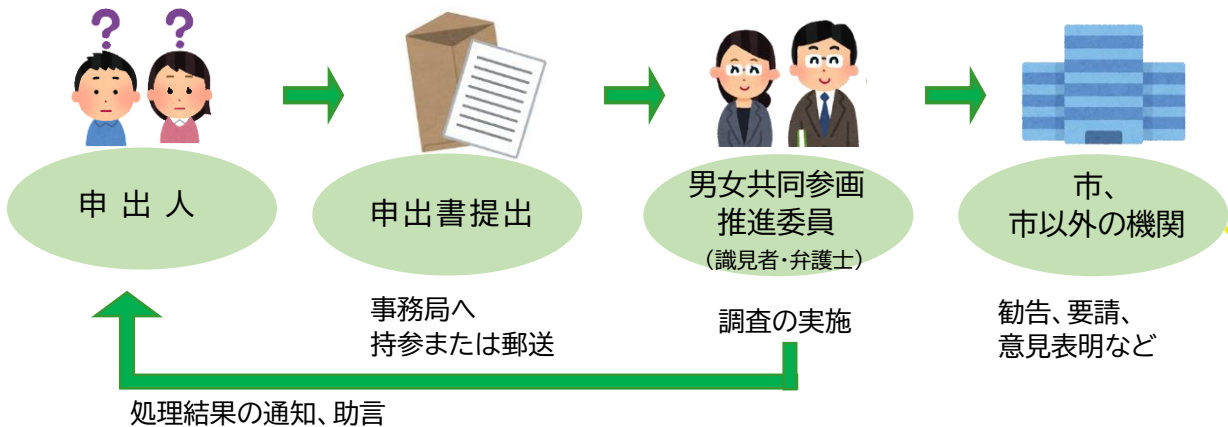 ? ?
申出人
申出書提出
男女共同参画
推進委員
（識見者・弁護士）
市、
市以外の機関
事務局へ
持参または郵送
調査の実施
勧告、要請、
意見表明など
処理結果の通知、助言